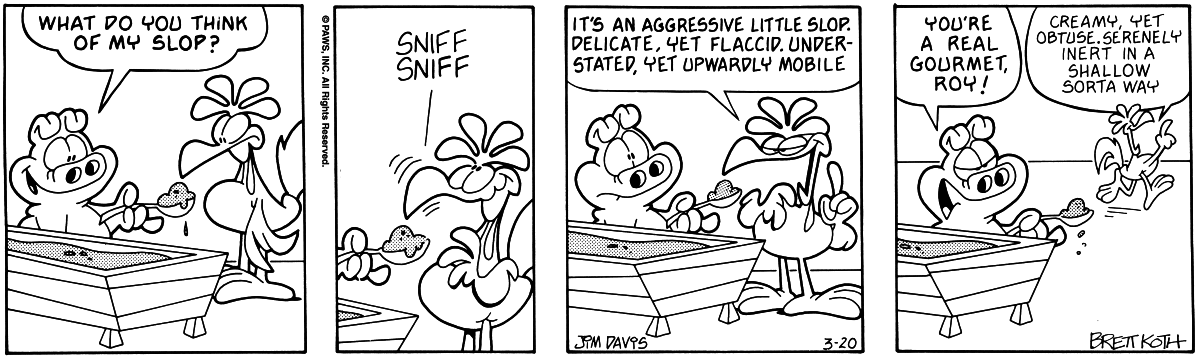 WHAT DO YOU THINK
OF MY SLOP?
© PAWS, INC. All Rights Reserved.
SNIFF
SNIFF
IT'S AN AGGRESSIVE LITTLE SLOP.
DELICATE, YET FLACCID. UNDER-
STATED, YET UPWARDLY MOBILE
JIM DAVIS
3-20
YOU'RE
A REAL
GOURMET,
ROY!
CREAMY, YET
OBTUSE. SERENELY
INERT IN A
SHALLOW
SORTA WAY
BRETT KOTH